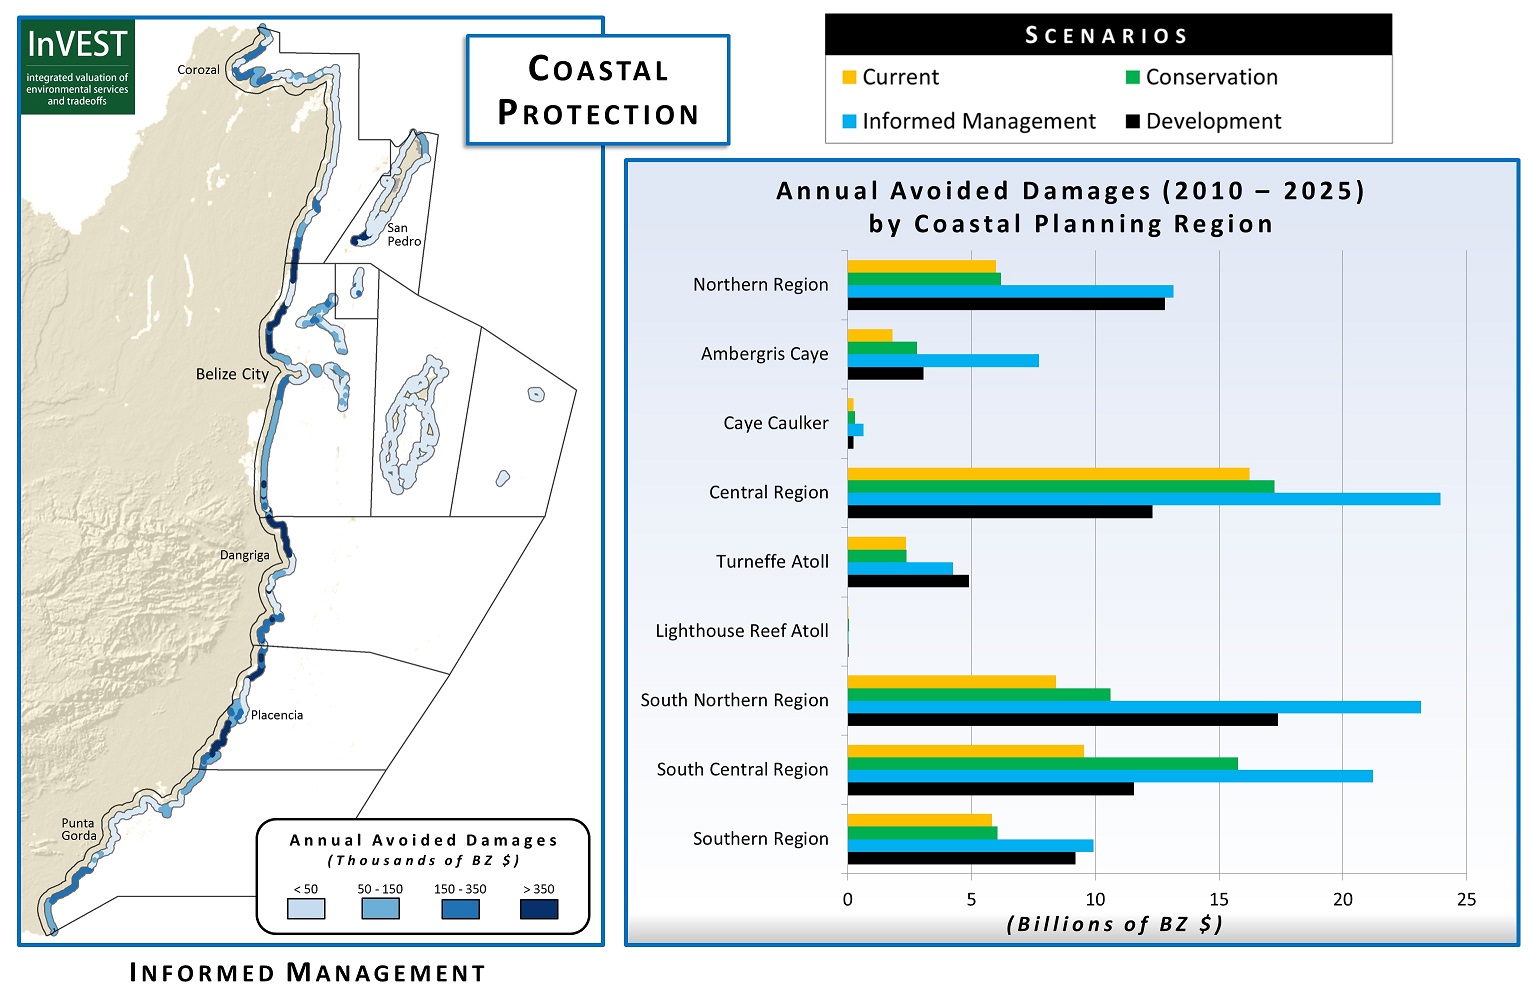 InVEST
integrated valuation of
environmental services
and tradeoffs
COASTAL
PROTECTION
Corozal
San
Pedro
Belize City
Dangriga
Placencia
Punta
Gorda
Annual Avoided Damages
(Thousands of BZ $)
< 50
50 - 150
150 - 350
> 350
INFORMED MANAGEMENT
SCENARIOS
Current
Conservation
Informed Management
Development
Annual Avoided Damages (2010 – 2025)
by Coastal Planning Region
Northern Region
Ambergris Caye
Caye Caulker
Central Region
Turneffe Atoll
Lighthouse Reef Atoll
South Northern Region
South Central Region
Southern Region
0 5 10 15 20 25
(Billions of BZ $)